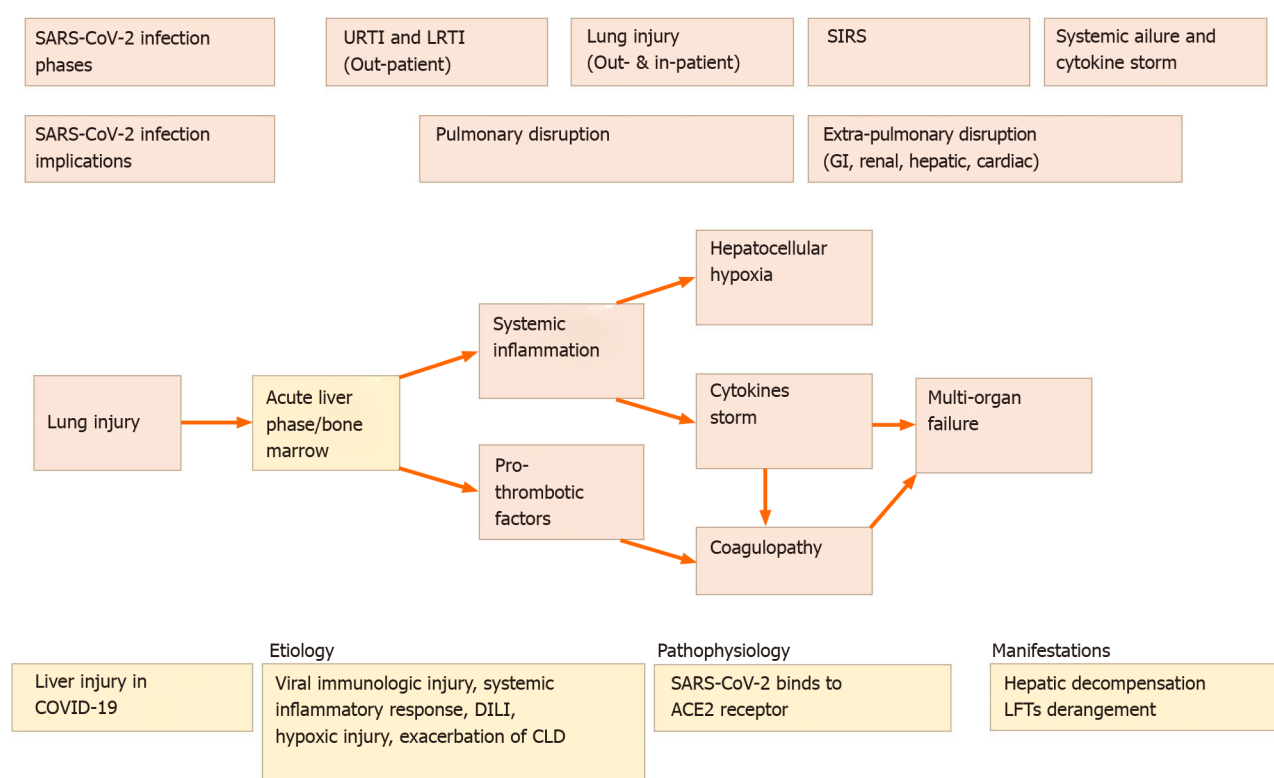 SARS-CoV-2 infection
phases
URTI and LRTI
(Out-patient)
Lung injury
(Out- & in-patient)
SIRS
Systemic ailure and
cytokine storm
SARS-CoV-2 infection
implications
Pulmonary disruption
Extra-pulmonary disruption
(GI, renal, hepatic, cardiac)
Hepatocellular
hypoxia
Systemic
inflammation
Lung injury
Acute liver
phase/bone
marrow
Cytokines
storm
Multi-organ
failure
Pro-
thrombotic
factors
Coagulopathy
Liver injury in
COVID-19
Etiology
Viral immunologic injury, systemic
inflammatory response, DILI,
hypoxic injury, exacerbation of CLD
Pathophysiology
SARS-CoV-2 binds to
ACE2 receptor
Manifestations
Hepatic decompensation
LFTs derangement